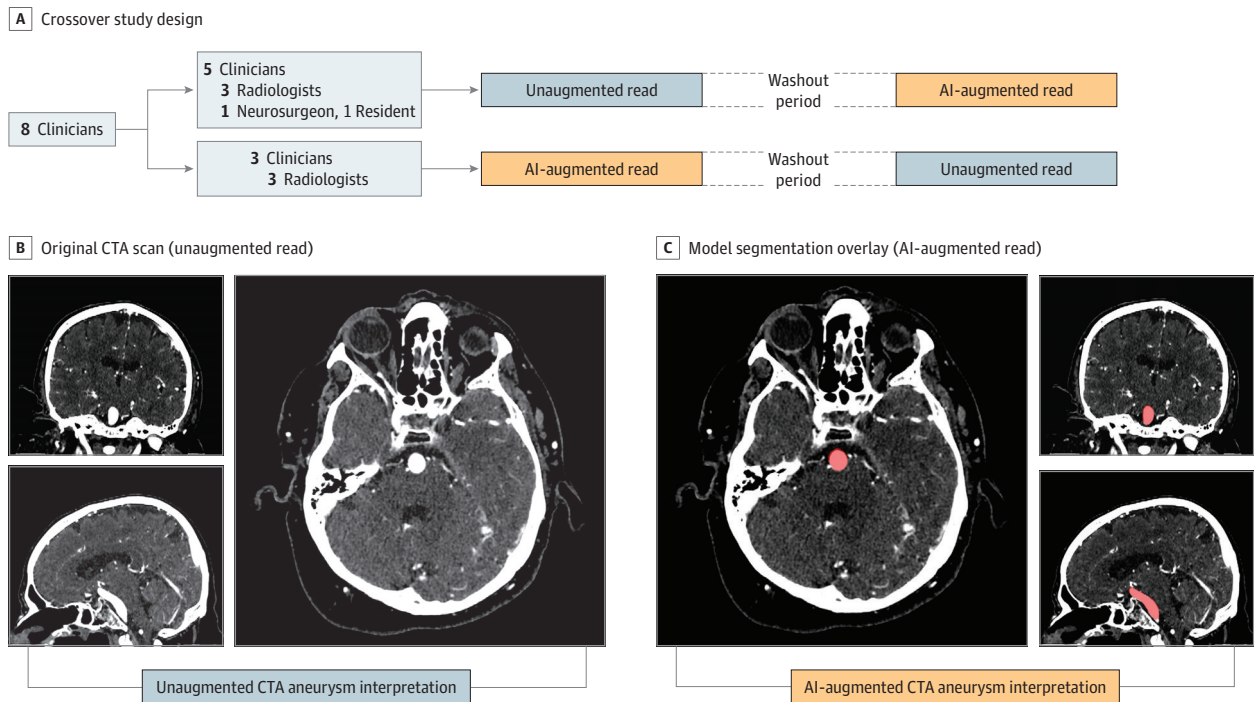 A Crossover study design
8 Clinicians
5 Clinicians
3 Radiologists
1 Neurosurgeon, 1 Resident
Unaugmented read
Washout
period
AI-augmented read
3 Clinicians
3 Radiologists
AI-augmented read
Washout
period
Unaugmented read
B Original CTA scan (unaugmented read)
Unaugmented CTA aneurysm interpretation
C Model segmentation overlay (AI-augmented read)
AI-augmented CTA aneurysm interpretation